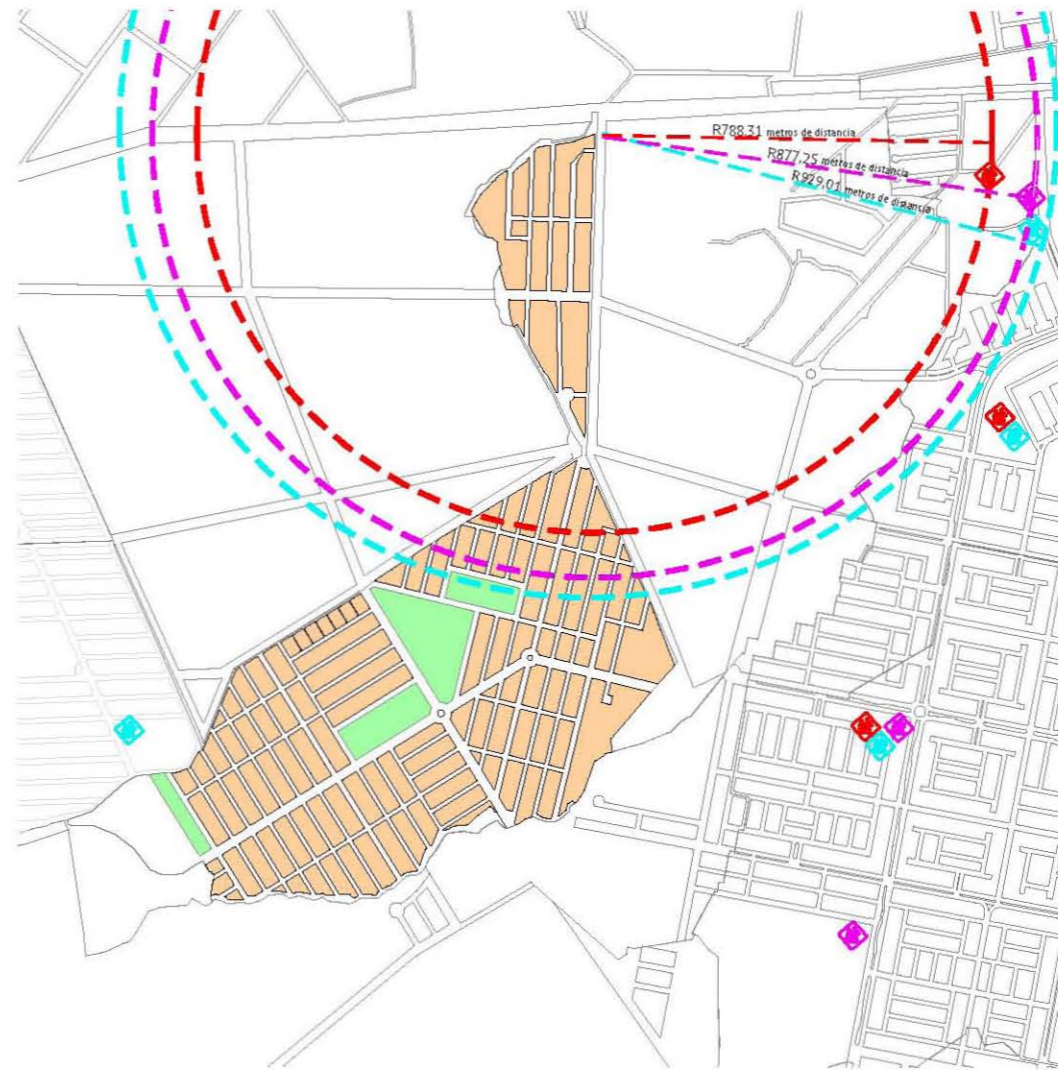 R788,31 metros de distancia
R877,25 metros de distancia
R929,01 metros de distancia